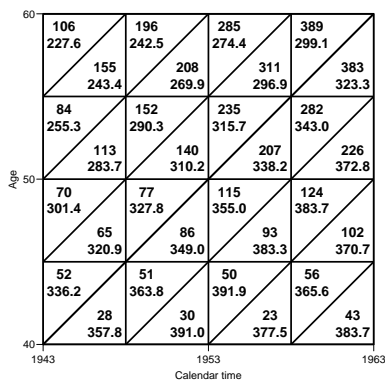 60
106 196 285 389
227.6 242.5 274.4 299.1
155 208 311 383
243.4 269.9 296.9 323.3
84 152 235 282
255.3 290.3 315.7 343.0
113 140 207 226
283.7 310.2 338.2 372.8
Age
50
70 77 115 124
301.4 327.8 355.0 383.7
65 86 93 102
320.9 349.0 383.3 370.7
52 51 50 56
336.2 363.8 391.9 365.6
28 30 23 43
357.8 391.0 377.5 383.7
40
1943 1953 1963
Calendar time